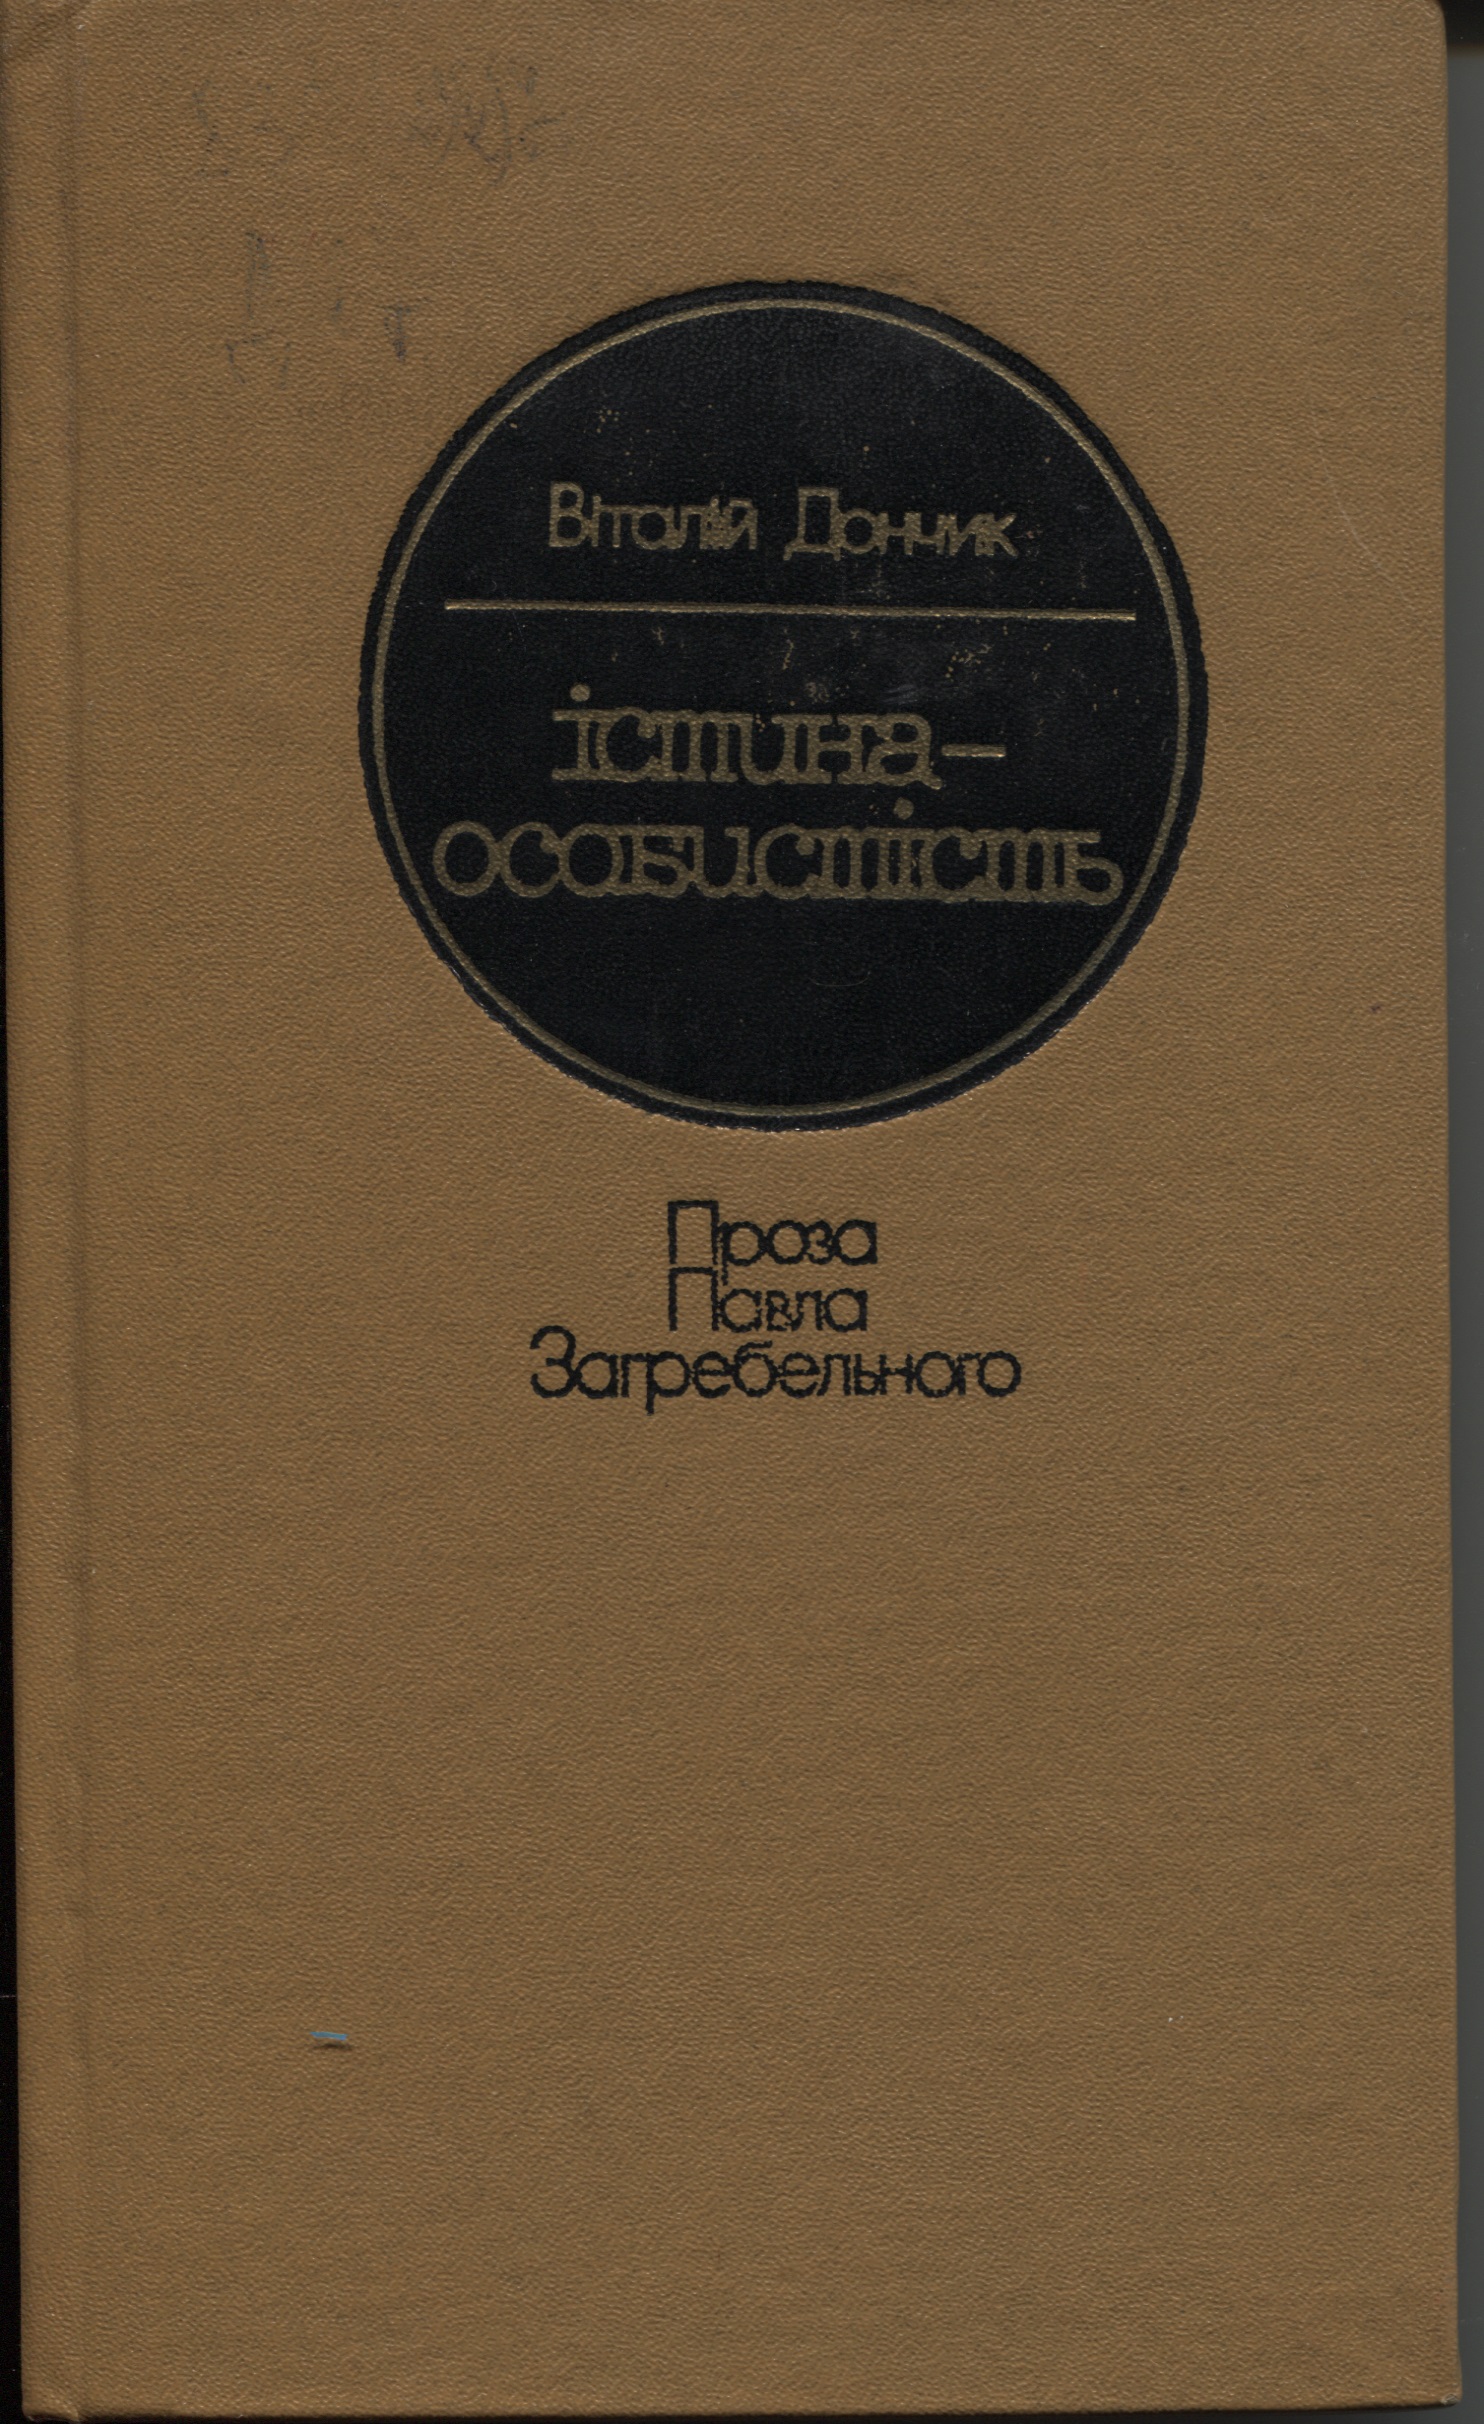 Віталій Дончик
істина–
особистість
Проза
Павла
Загребельного